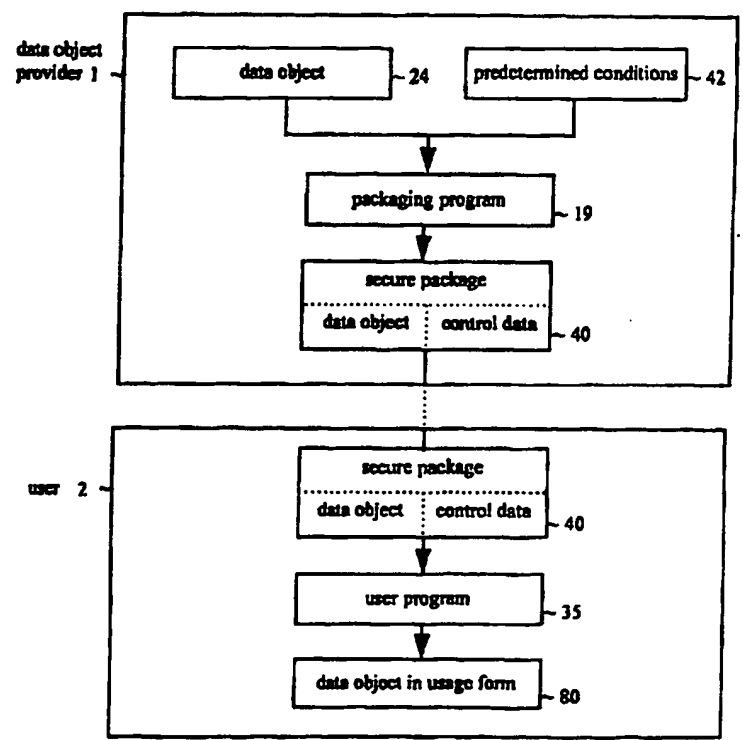 data object
provider 1
data object
24
predetermined conditions
42
packaging program
19
secure package
data object
control data
40
user 2
secure package
data object
control data
40
user program
35
data object in usage form
80